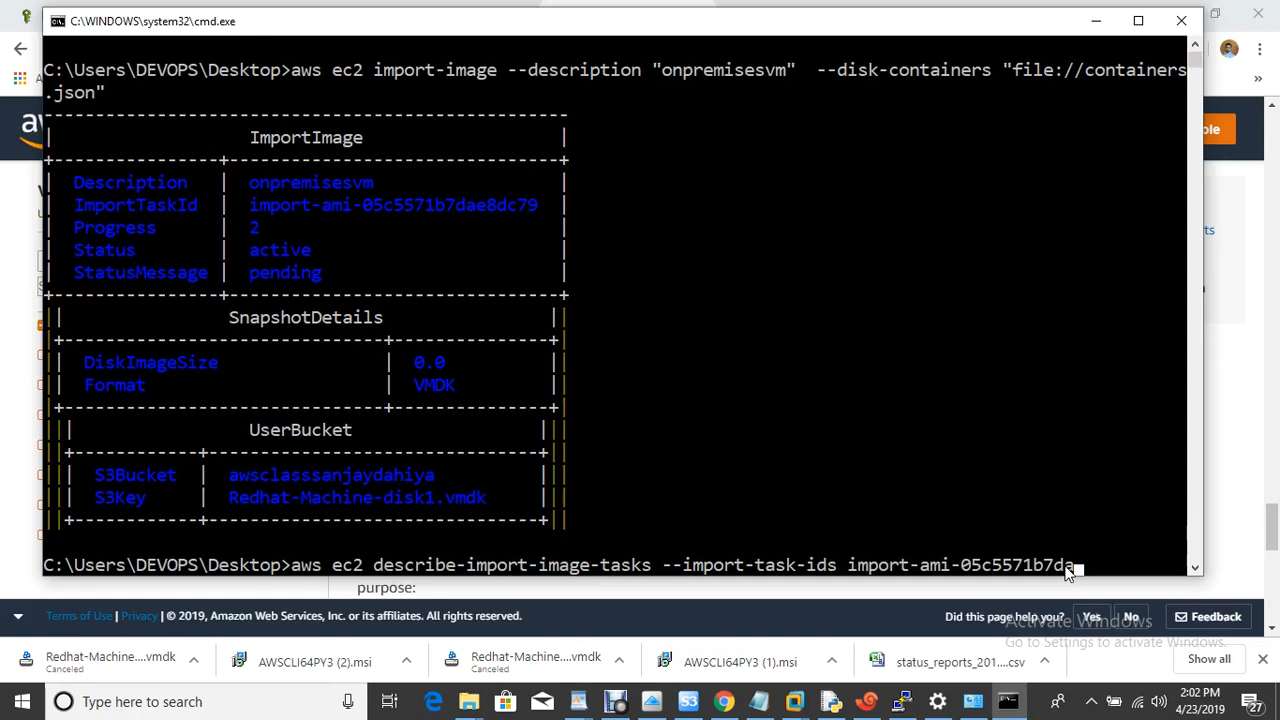 C:\WINDOWS\system32\cmd.exe
C:\Users\DEVOPS\Desktop>aws ec2 import-image --description "onpremisesvm"  --disk-containers "file://containers
.json"
ImportImage
Description onpremisesvm
ImportTaskId import-ami-05c5571b7dae8dc79
Progress 2
Status active
StatusMessage pending
SnapshotDetails
DiskImageSize 0.0
Format VMDK
UserBucket
S3Bucket awsclasssanjaydahiya
S3Key Redhat-Machine-disk1.vmdk
C:\Users\DEVOPS\Desktop>aws ec2 describe-import-image-tasks --import-task-ids import-ami-05c5571b7da
purpose:
Terms of Use | Privacy | © 2019, Amazon Web Services, Inc. or its affiliates. All rights reserved.
Did this page help you? Yes No Feedback
Activate Windows
Go to Settings to activate Windows.
Redhat-Machine....vmdk
Canceled
AWSCLI64PY3 (2).msi
Redhat-Machine....vmdk
Canceled
AWSCLI64PY3 (1).msi
status_reports_201....csv
Show all
Type here to search
2:02 PM
4/23/2019
27